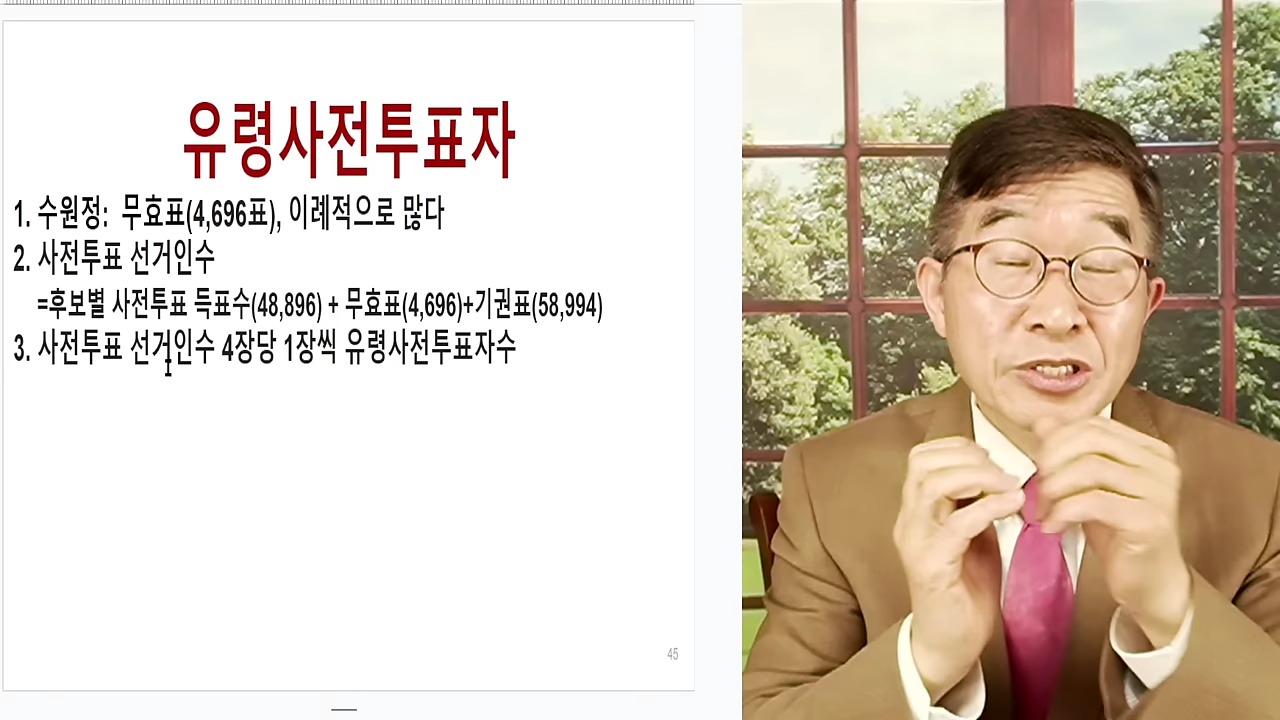 유령사전투표자
1. 수원정: 무효표(4,696표), 이례적으로 많다
2. 사전투표 선거인수
=후보별 사전투표 득표수(48,896) + 무효표(4,696)+기권표(58,994)
3. 사전투표 선거인수 4장당 1장씩 유령사전투표자수
45